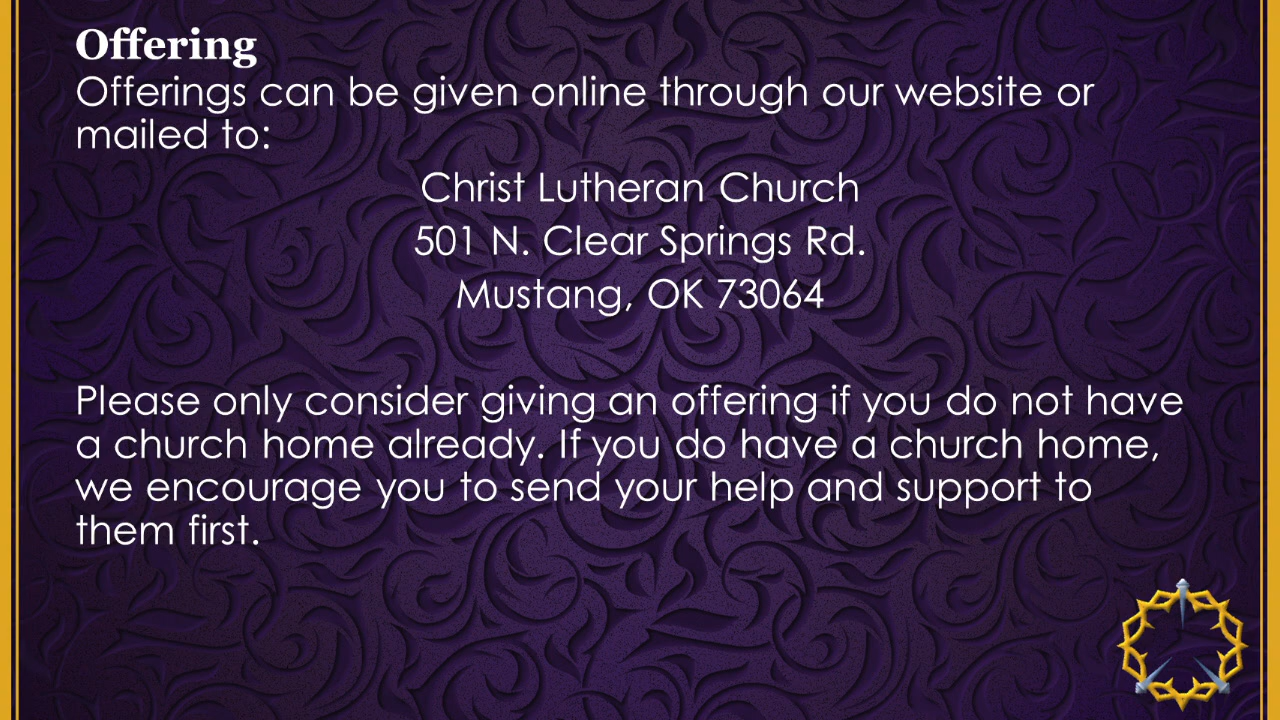 Offering
Offerings can be given online through our website or
mailed to:
Christ Lutheran Church
501 N. Clear Springs Rd.
Mustang, OK 73064
Please only consider giving an offering if you do not have
a church home already. If you do have a church home,
we encourage you to send your help and support to
them first.